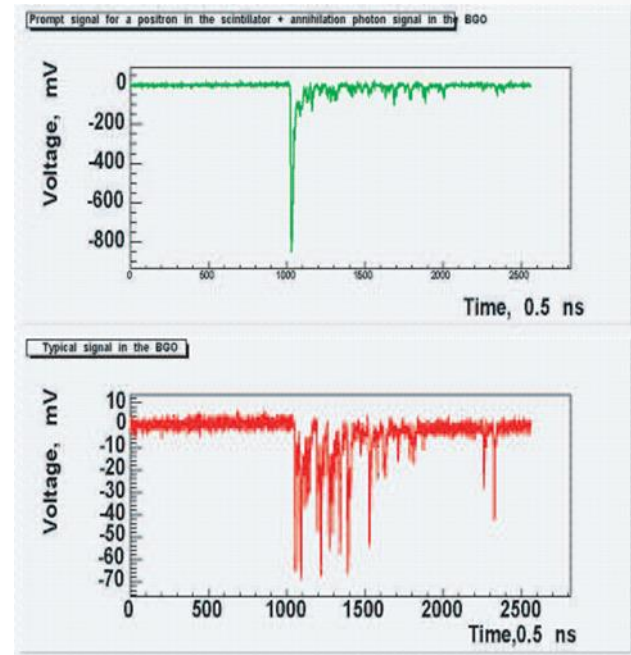 Prompt signal for a positron in the scintillator + annihilation photon signal in the BGO
Voltage, mV
0
-200
-400
-600
-800
0 500 1000 1500 2000 2500
Time, 0.5 ns
Typical signal in the BGO
Voltage, mV
10
0
-10
-20
-30
-40
-50
-60
-70
0 500 1000 1500 2000 2500
Time,0.5 ns